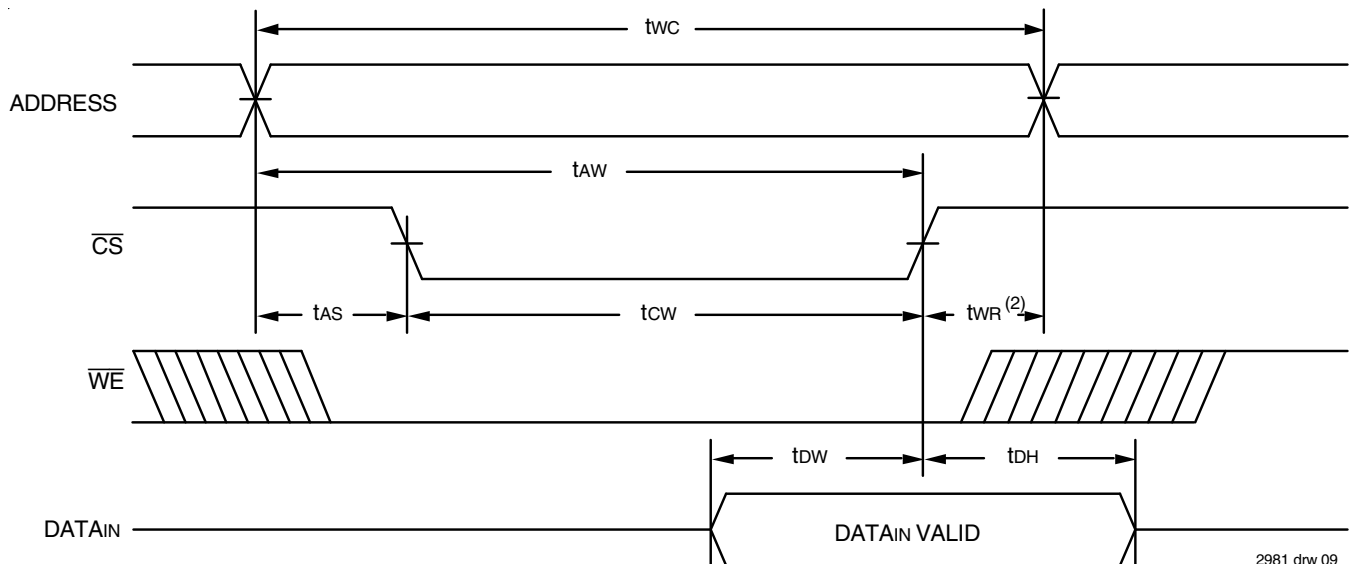 tWC
ADDRESS
tAW
CS
tAS
tCW
tWR (2)
WE
tDW
tDH
DATAIN
DATAIN VALID
2981 drw 09